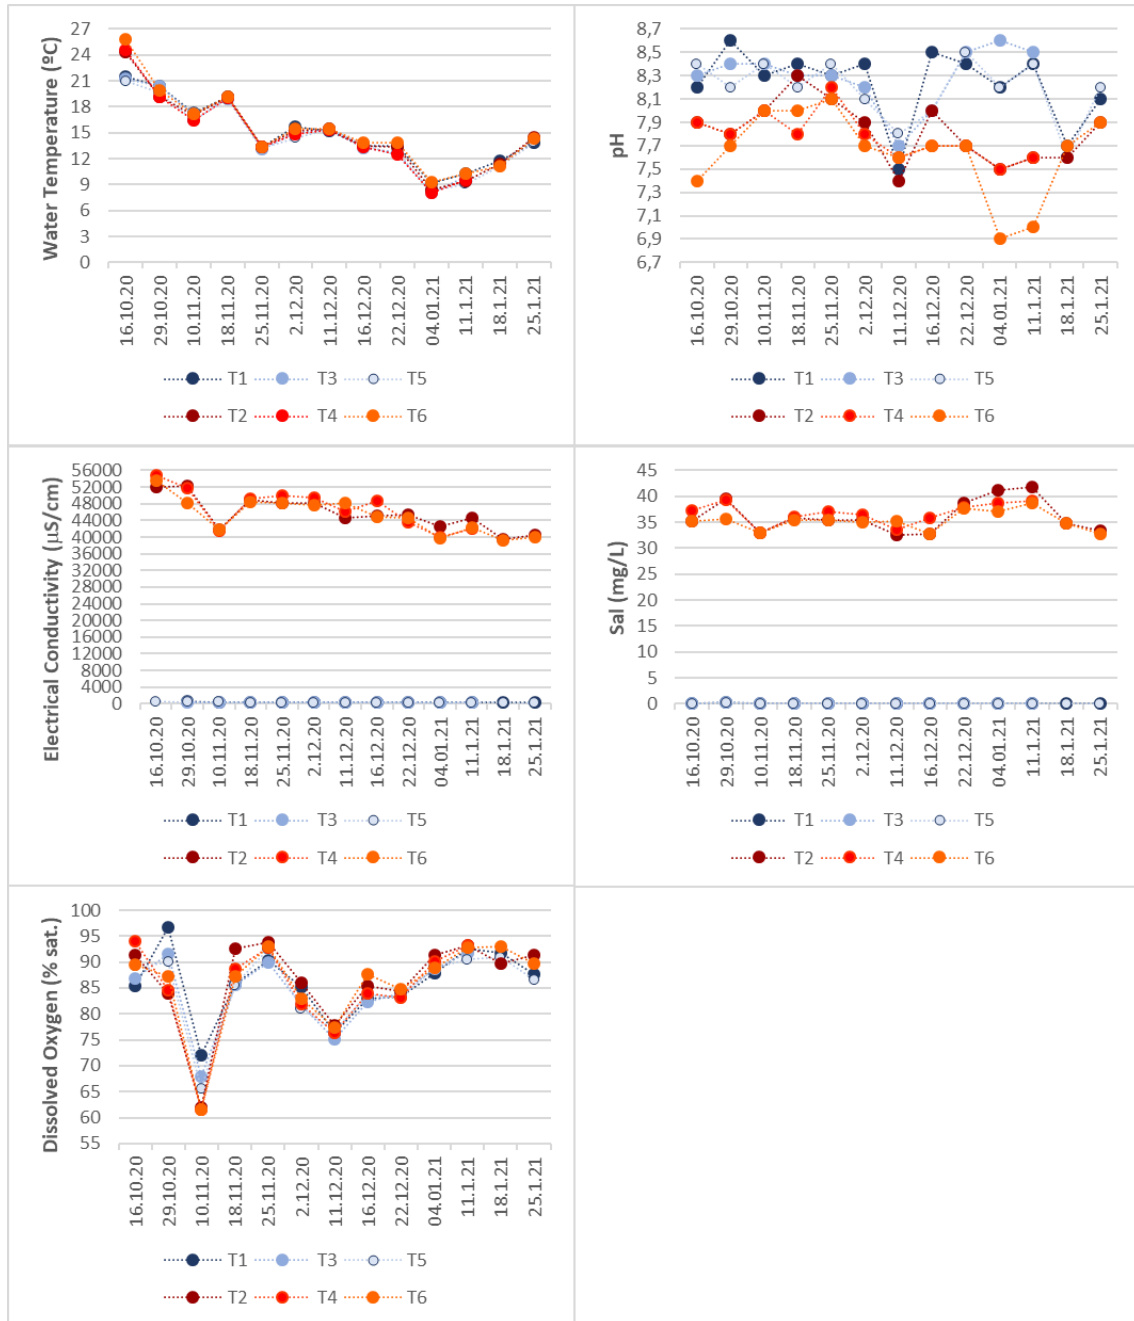 Water Temperature (ºC)
27
24
21
18
15
12
9
6
3
0
16.10.20 29.10.20 10.11.20 18.11.20 25.11.20 2.12.20 11.12.20 16.12.20 22.12.20 04.01.21 11.1.21 18.1.21 25.1.21
T1 T3 T5
T2 T4 T6
pH
8,7
8,5
8,3
8,1
7,9
7,7
7,5
7,3
7,1
6,9
6,7
16.10.20 29.10.20 10.11.20 18.11.20 25.11.20 2.12.20 11.12.20 16.12.20 22.12.20 04.01.21 11.1.21 18.1.21 25.1.21
T1 T3 T5
T2 T4 T6
Electrical Conductivity (μS/cm)
56000
52000
48000
44000
40000
36000
32000
28000
24000
20000
16000
12000
8000
4000
0
16.10.20 29.10.20 10.11.20 18.11.20 25.11.20 2.12.20 11.12.20 16.12.20 22.12.20 04.01.21 11.1.21 18.1.21 25.1.21
T1 T3 T5
T2 T4 T6
Sal (mg/L)
45
40
35
30
25
20
15
10
5
0
16.10.20 29.10.20 10.11.20 18.11.20 25.11.20 2.12.20 11.12.20 16.12.20 22.12.20 04.01.21 11.1.21 18.1.21 25.1.21
T1 T3 T5
T2 T4 T6
Dissolved Oxygen (% sat.)
100
95
90
85
80
75
70
65
60
55
16.10.20 29.10.20 10.11.20 18.11.20 25.11.20 2.12.20 11.12.20 16.12.20 22.12.20 04.01.21 11.1.21 18.1.21 25.1.21
T1 T3 T5
T2 T4 T6